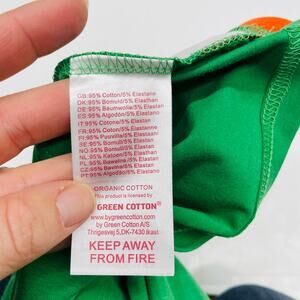 GB:95% Cotton/5% Elastane
DK:95% Bomuld/5% Elasthan
DE:95% Baumwolle/5% Elastan
ES:95% Algodón/5% Elastano
IT:95% Cotone/5% Elastan
FR:95% Coton/5% Elastanne
FI:95% Puuvilla/5% Elastaani
SE:95% Bomull/5% Elastan
NO:95% Bomull/5% Elastan
NL:95% Katoen/5% Elastan
PL:95% Bawełna/5% Elastan
CZ:95% Bavlna/5% Elastan
PT:95% Algodão/5% Elastan
ORGANIC COTTON
This product is licensed by
GREEN COTTON®
www.bygreencotton.com
by Green Cotton A/S
Thrigesvej 5,DK-7430 Ikast
KEEP AWAY
FROM FIRE